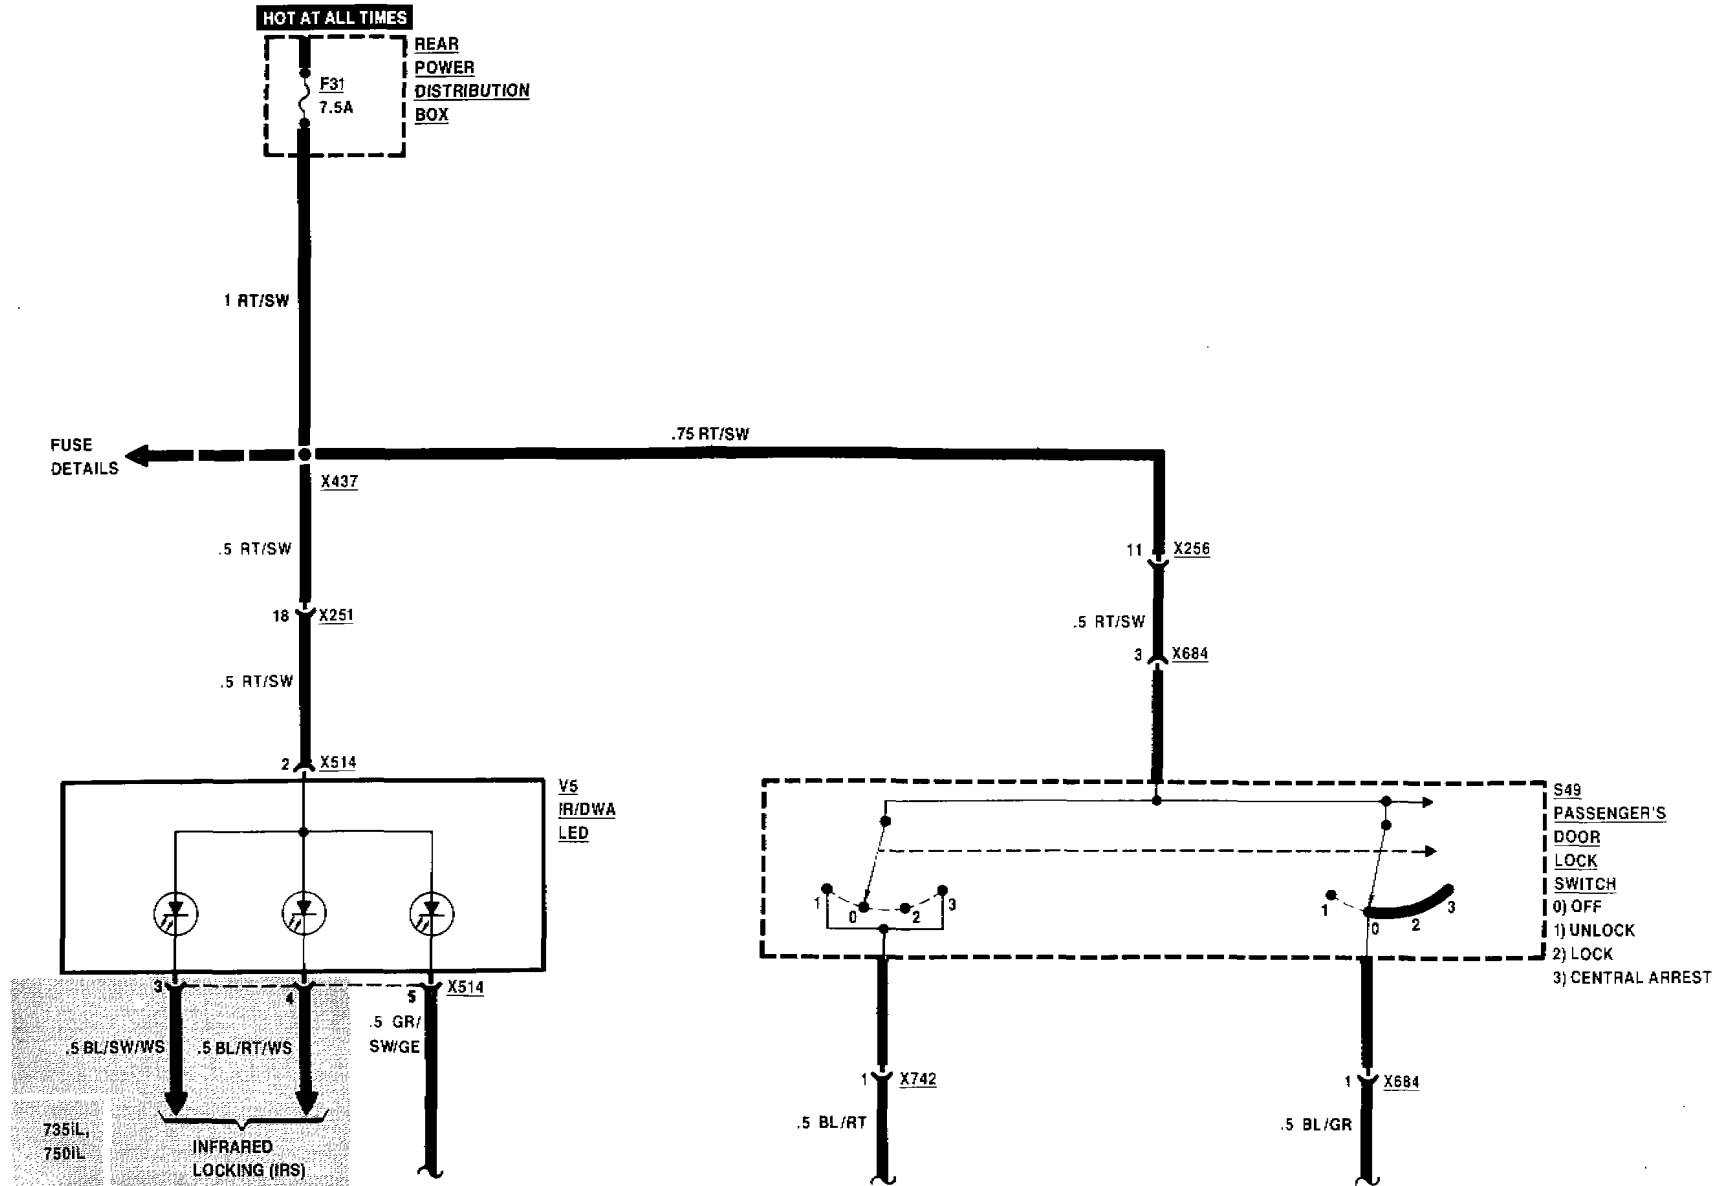 HOT AT ALL TIMES
REAR
POWER
DISTRIBUTION
BOX
F31
7.5A
1 RT/SW
FUSE
DETAILS
X437
.75 RT/SW
.5 RT/SW
18 X251
.5 RT/SW
2 X514
11 X256
.5 RT/SW
3 X684
V5
IR/DWA
LED
S49
PASSENGER'S
DOOR
LOCK
SWITCH
0) OFF
1) UNLOCK
2) LOCK
3) CENTRAL ARREST
1 0 2 3
1 0 2 3
3 4 5 X514
.5 BL/SW/WS
.5 BL/RT/WS
.5 GR/
SW/GE
1 X742
.5 BL/RT
1 X684
.5 BL/GR
735iL,
750iL
INFRARED
LOCKING (IRS)